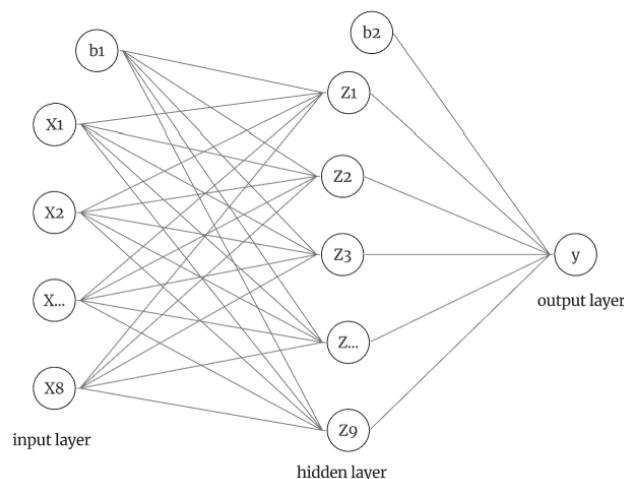 b1
b2
X1
X2
X...
X8
input layer
Z1
Z2
Z3
Z...
Z9
hidden layer
y
output layer